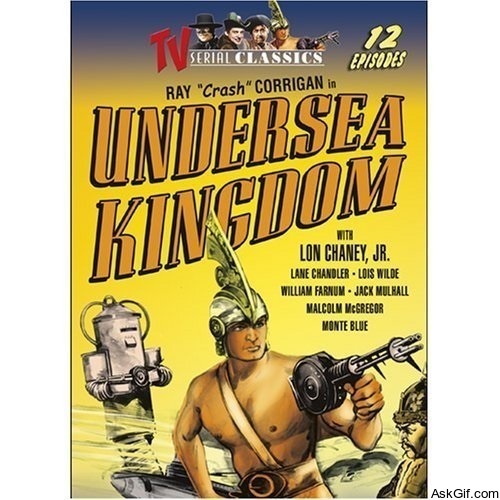 TV SERIAL CLASSICS
12
EPISODES
RAY "Crash" CORRIGAN in
UNDERSEA
KINGDOM
WITH
LON CHANEY, JR.
LANE CHANDLER • LOIS WILDE
WILLIAM FARNUM • JACK MULHALL
MALCOLM McGREGOR
MONTE BLUE
AskGif.com